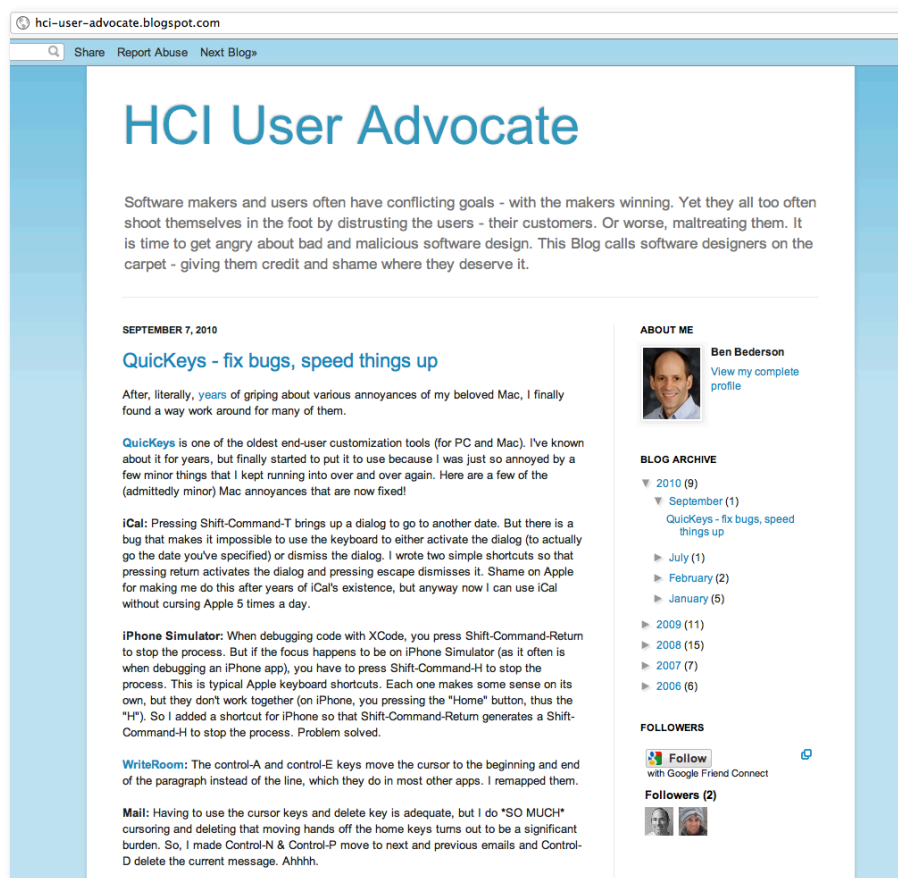 hci-user-advocate.blogspot.com
Share Report Abuse Next Blog»
HCI User Advocate
Software makers and users often have conflicting goals - with the makers winning. Yet they all too often
shoot themselves in the foot by distrusting the users - their customers. Or worse, maltreating them. It
is time to get angry about bad and malicious software design. This Blog calls software designers on the
carpet - giving them credit and shame where they deserve it.
SEPTEMBER 7, 2010
QuicKeys - fix bugs, speed things up
After, literally, years of griping about various annoyances of my beloved Mac, I finally
found a way work around for many of them.
QuicKeys is one of the oldest end-user customization tools (for PC and Mac). I've known
about it for years, but finally started to put it to use because I was just so annoyed by a
few minor things that I kept running into over and over again. Here are a few of the
(admittedly minor) Mac annoyances that are now fixed!
iCal: Pressing Shift-Command-T brings up a dialog to go to another date. But there is a
bug that makes it impossible to use the keyboard to either activate the dialog (to actually
go the date you've specified) or dismiss the dialog. I wrote two simple shortcuts so that
pressing return activates the dialog and pressing escape dismisses it. Shame on Apple
for making me do this after years of iCal's existence, but anyway now I can use iCal
without cursing Apple 5 times a day.
iPhone Simulator: When debugging code with XCode, you press Shift-Command-Return
to stop the process. But if the focus happens to be on iPhone Simulator (as it often is
when debugging an iPhone app), you have to press Shift-Command-H to stop the
process. This is typical Apple keyboard shortcuts. Each one makes some sense on its
own, but they don't work together (on iPhone, you pressing the "Home" button, thus the
"H"). So I added a shortcut for iPhone so that Shift-Command-Return generates a Shift-
Command-H to stop the process. Problem solved.
WriteRoom: The control-A and control-E keys move the cursor to the beginning and end
of the paragraph instead of the line, which they do in most other apps. I remapped them.
Mail: Having to use the cursor keys and delete key is adequate, but I do *SO MUCH*
cursoring and deleting that moving hands off the home keys turns out to be a significant
burden. So, I made Control-N & Control-P move to next and previous emails and Control-
D delete the current message. Ahhhh.
ABOUT ME
Ben Bederson
View my complete
profile
BLOG ARCHIVE
▼ 2010 (9)
▼ September (1)
QuicKeys - fix bugs, speed
things up
► July (1)
► February (2)
► January (5)
► 2009 (11)
► 2008 (15)
► 2007 (7)
► 2006 (6)
FOLLOWERS
Follow
with Google Friend Connect
Followers (2)